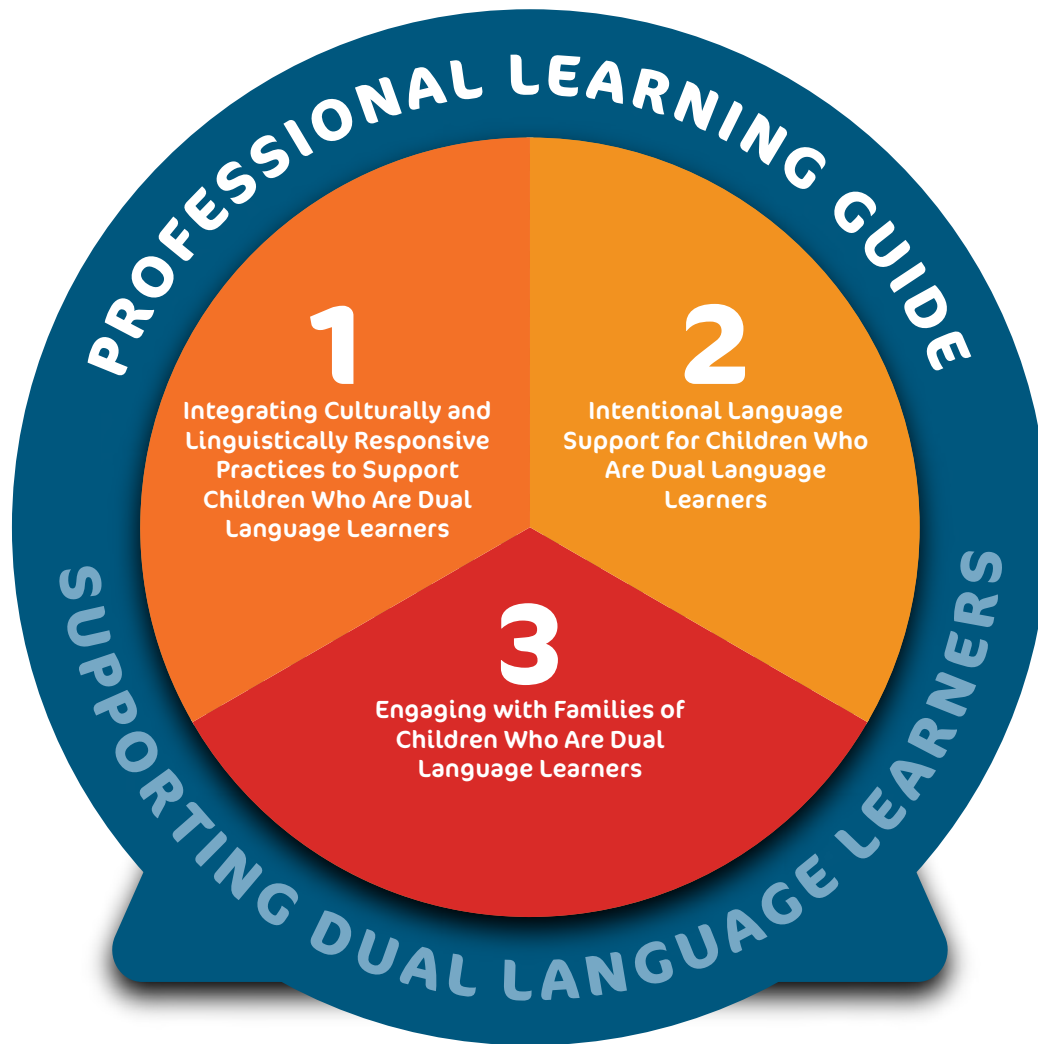 PROFESSIONAL LEARNING GUIDE
1
Integrating Culturally and
Linguistically Responsive
Practices to Support
Children Who Are Dual
Language Learners
2
Intentional Language
Support for Children Who
Are Dual Language
Learners
3
Engaging with Families of
Children Who Are Dual
Language Learners
SUPPORTING DUAL LANGUAGE LEARNERS